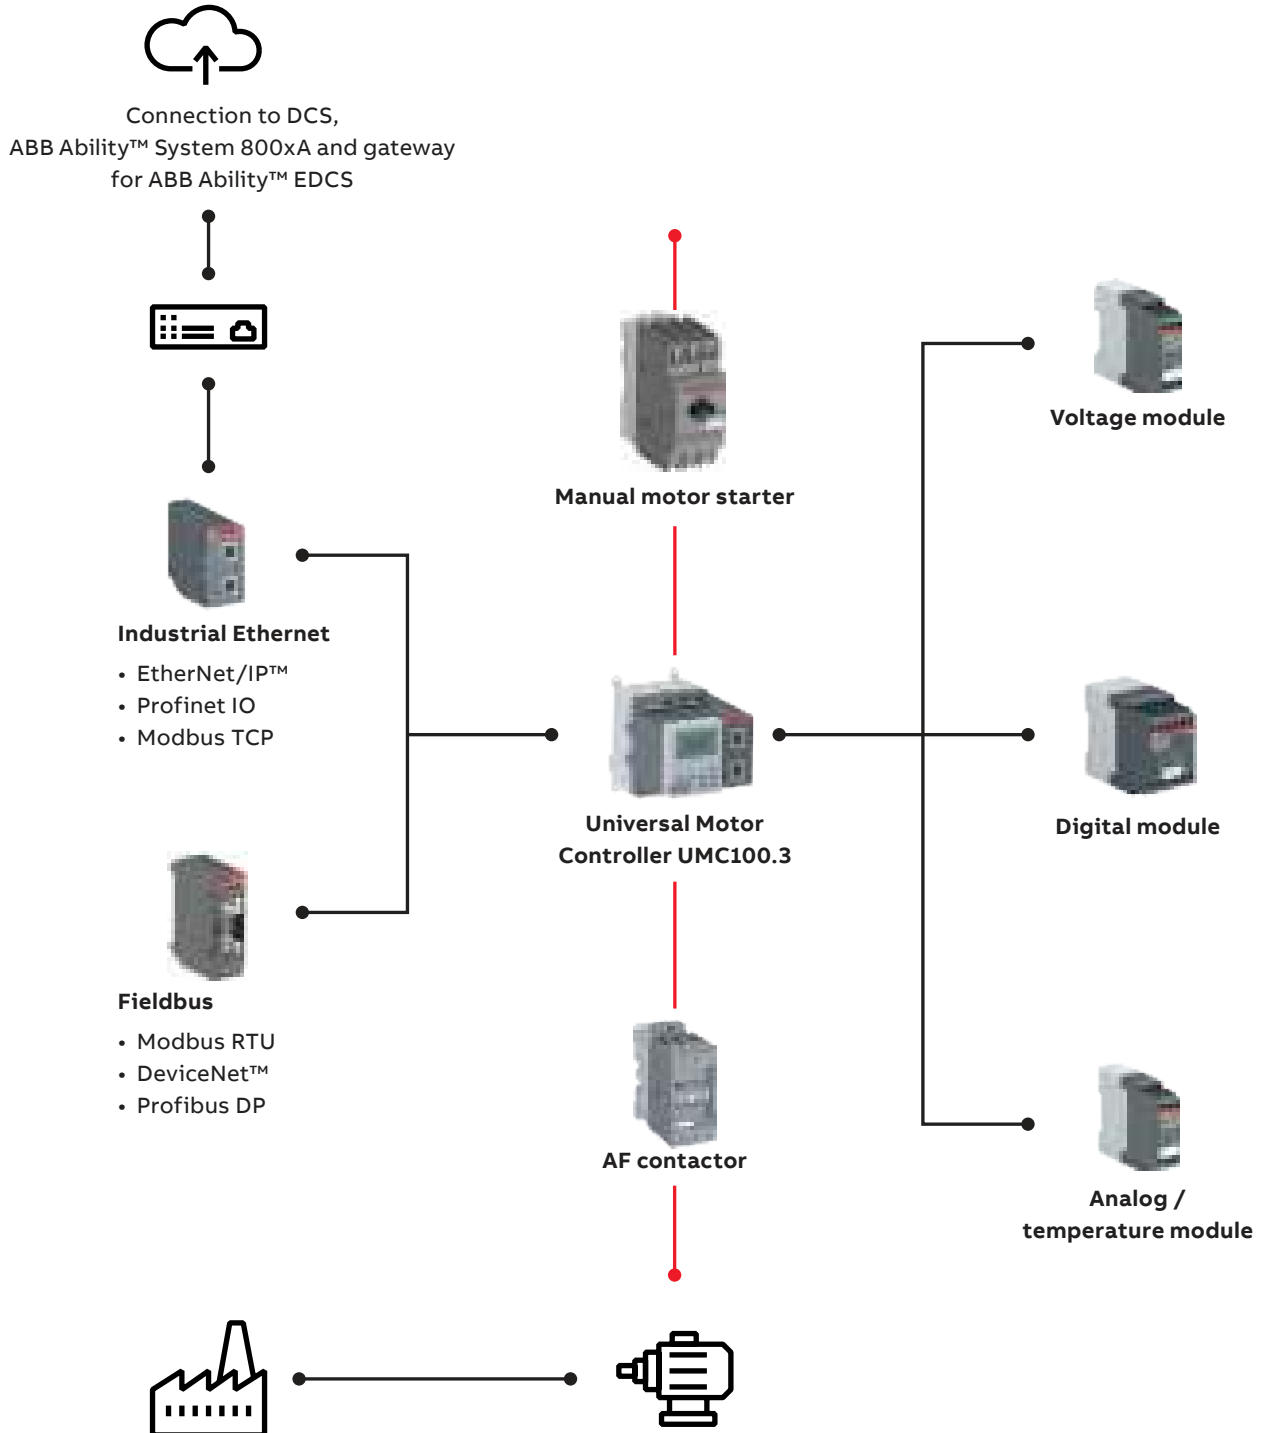 Connection to DCS,
ABB Ability™ System 800xA and gateway
for ABB Ability™ EDCS
Manual motor starter
Voltage module
Industrial Ethernet
• EtherNet/IP™
• Profinet IO
• Modbus TCP
Universal Motor
Controller UMC100.3
Digital module
Fieldbus
• Modbus RTU
• DeviceNet™
• Profibus DP
AF contactor
Analog /
temperature module